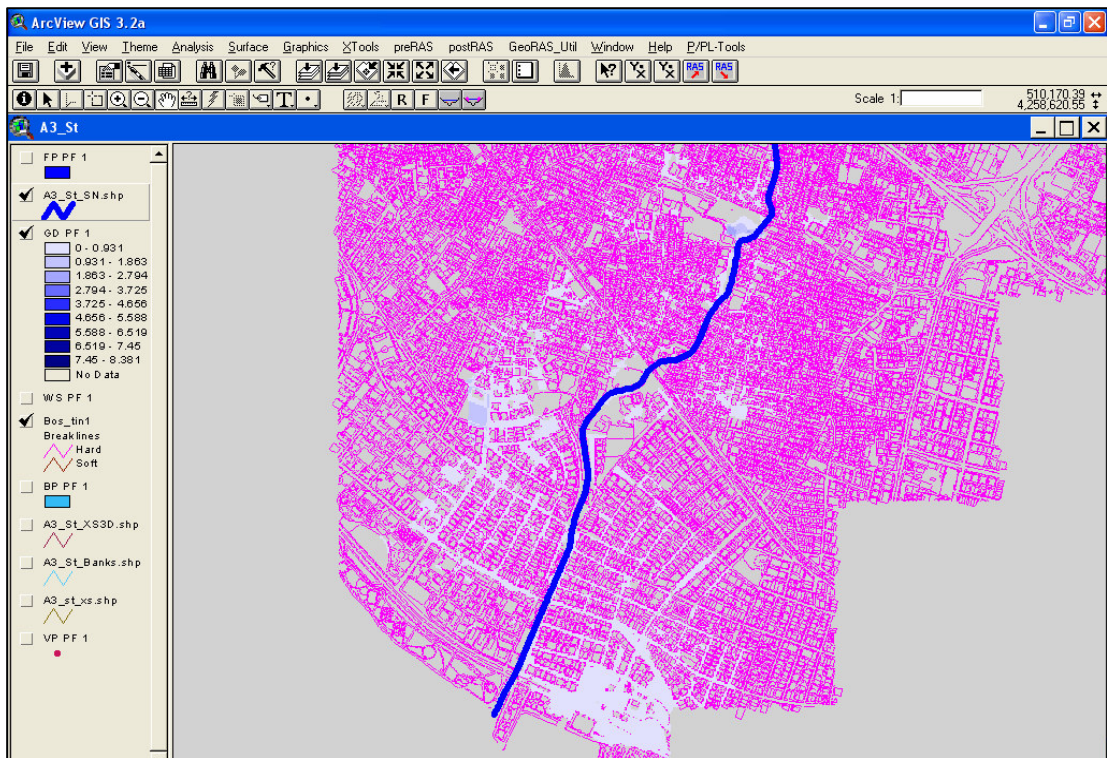 ArcView GIS 3.2a
File Edit View Theme Analysis Surface Graphics XTools preRAS postRAS GeoRAS_Util Window Help P/PL-Tools
RAS RAS
T R F Scale 1: 510,170.39
4,258,620.55
A3_St
FP PF 1
A3_St_SN.shp
GD PF 1
0 - 0.931
0.931 - 1.863
1.863 - 2.794
2.794 - 3.725
3.725 - 4.656
4.656 - 5.588
5.588 - 6.519
6.519 - 7.45
7.45 - 8.381
No Data
WS PF 1
Bos_tin1
Breaklines
Hard
Soft
BP PF 1
A3_St_XS3D.shp
A3_St_Banks.shp
A3_st_xs.shp
VP PF 1